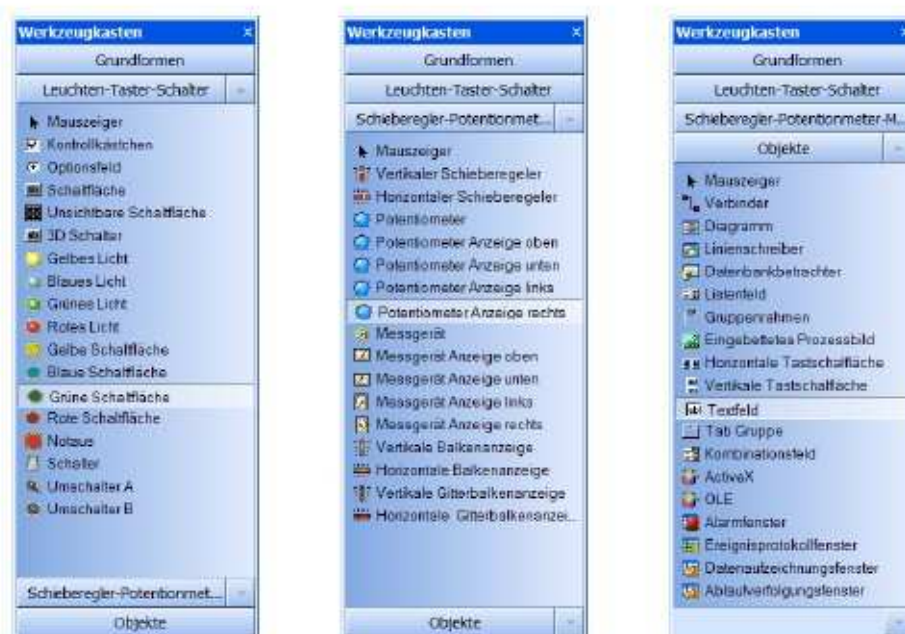 Werkzeugkasten
Grundformen
Leuchten-Taster-Schalter
Mauszeiger
Kontrollkästchen
Optionsfeld
Schaltfläche
Unsichtbare Schaltfläche
3D Schalter
Gelbes Licht
Blaues Licht
Grünes Licht
Rotes Licht
Gelbe Schaltfläche
Blaue Schaltfläche
Grüne Schaltfläche
Rote Schaltfläche
Notaus
Schalter
Umschalter A
Umschalter B
Schieberegler-Potentionmet...
Objekte
Werkzeugkasten
Grundformen
Leuchten-Taster-Schalter
Schieberegler-Potentionmet...
Mauszeiger
Vertikaler Schieberegeler
Horizontaler Schieberegeler
Potentiometer
Potentiometer Anzeige oben
Potentiometer Anzeige unten
Potentiometer Anzeige links
Potentiometer Anzeige rechts
Messgerät
Messgerät Anzeige oben
Messgerät Anzeige unten
Messgerät Anzeige links
Messgerät Anzeige rechts
Vertikale Balkenanzeige
Horizontale Balkenanzeige
Vertikale Gitterbalkenanzeige
Horizontale Gitterbalkenanzei...
Objekte
Werkzeugkasten
Grundformen
Leuchten-Taster-Schalter
Schieberegler-Potentionmeter-M...
Objekte
Mauszeiger
Verbinder
Diagramm
Linienschreiber
Datenbankbetrachter
Listenfeld
Gruppenrahmen
Eingebettetes Prozessbild
Horizontale Tastschaltfläche
Vertikale Tastschaltfläche
Textfeld
Tab Gruppe
Kombinationsfeld
ActiveX
OLE
Alarmfenster
Ereignisprotokollfenster
Datenaufzeichnungsfenster
Ablaufverfolgungsfenster